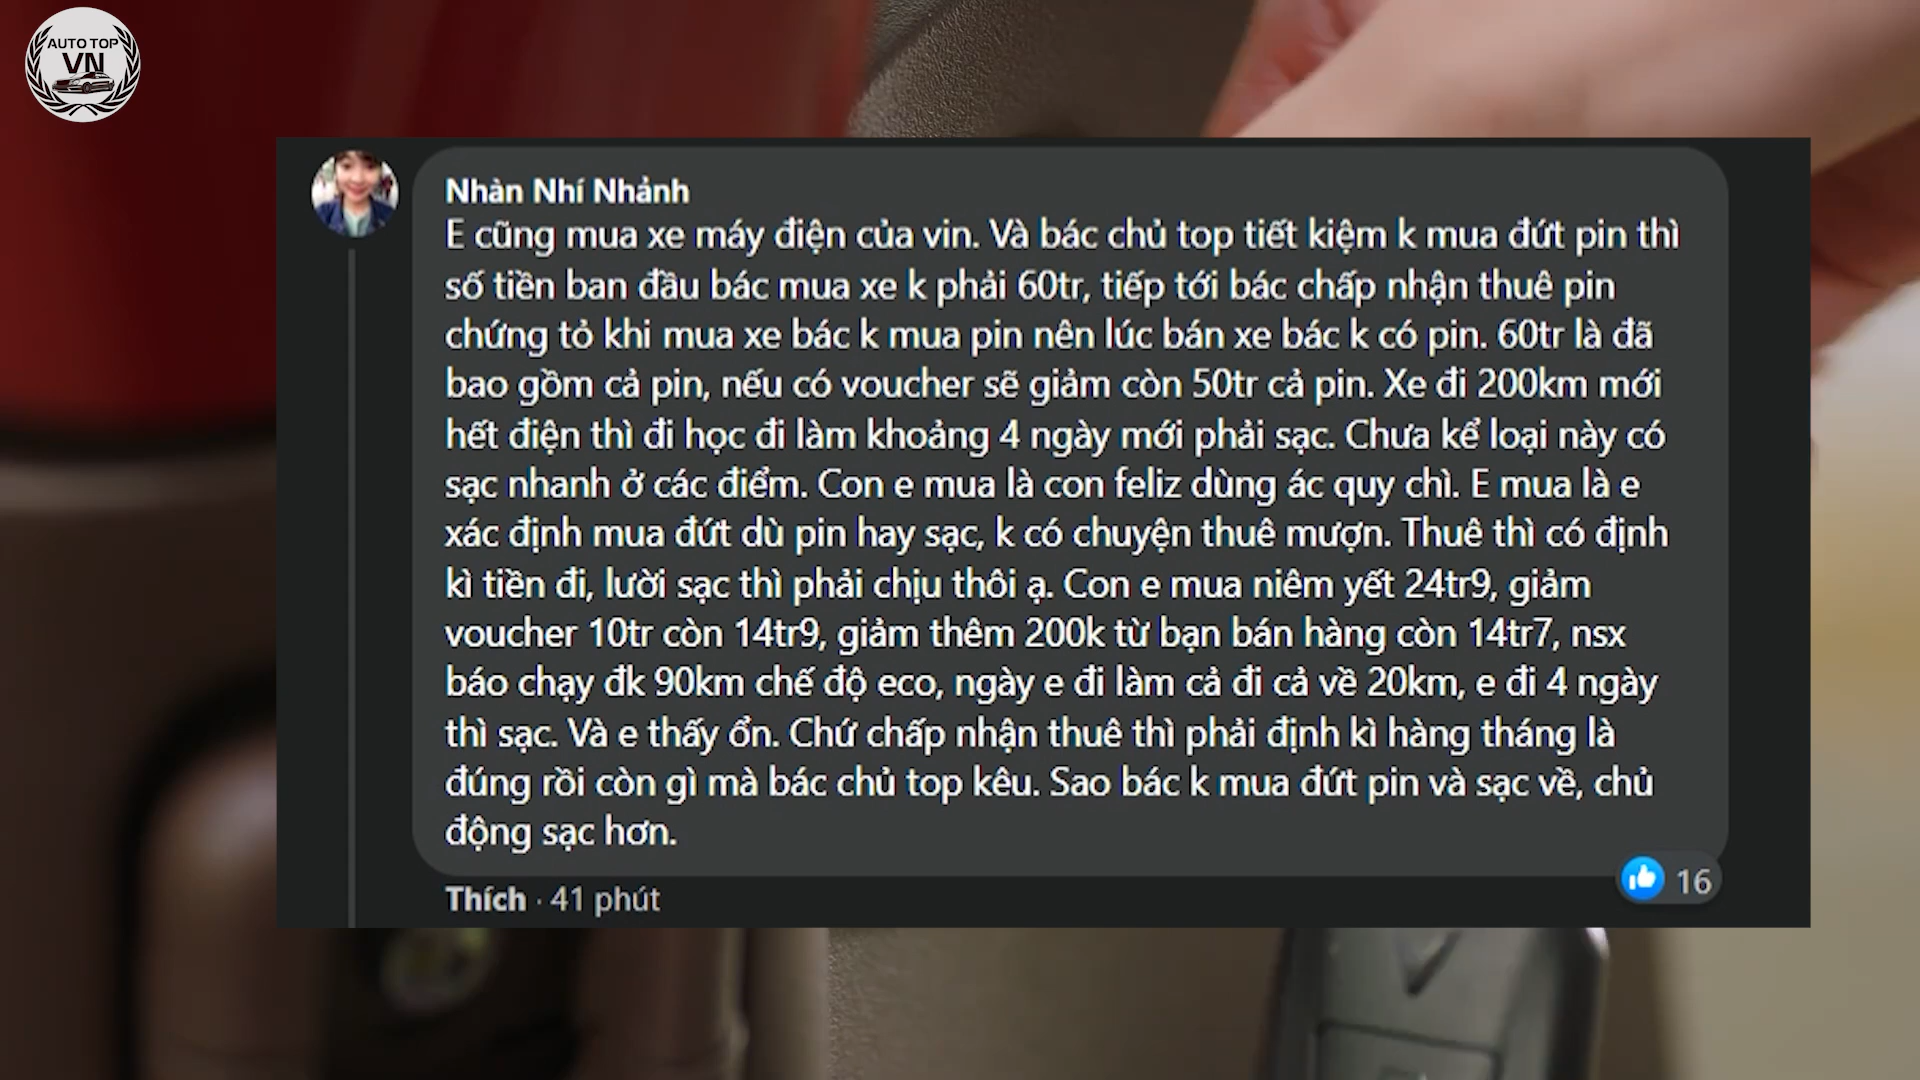 AUTO TOP
VN
Nhàn Nhí Nhảnh
E cũng mua xe máy điện của vin. Và bác chủ top tiết kiệm k mua đứt pin thì
số tiền ban đầu bác mua xe k phải 60tr, tiếp tới bác chấp nhận thuê pin
chứng tỏ khi mua xe bác k mua pin nên lúc bán xe bác k có pin. 60tr là đã
bao gồm cả pin, nếu có voucher sẽ giảm còn 50tr cả pin. Xe đi 200km mới
hết điện thì đi học đi làm khoảng 4 ngày mới phải sạc. Chưa kể loại này có
sạc nhanh ở các điểm. Con e mua là con feliz dùng ác quy chì. E mua là e
xác định mua đứt dù pin hay sạc, k có chuyện thuê mượn. Thuê thì có định
kì tiền đi, lười sạc thì phải chịu thôi ạ. Con e mua niêm yết 24tr9, giảm
voucher 10tr còn 14tr9, giảm thêm 200k từ bạn bán hàng còn 14tr7, nsx
báo chạy đk 90km chế độ eco, ngày e đi làm cả đi cả về 20km, e đi 4 ngày
thì sạc. Và e thấy ổn. Chứ chấp nhận thuê thì phải định kì hàng tháng là
đúng rồi còn gì mà bác chủ top kêu. Sao bác k mua đứt pin và sạc về, chủ
động sạc hơn.
16
Thích · 41 phút